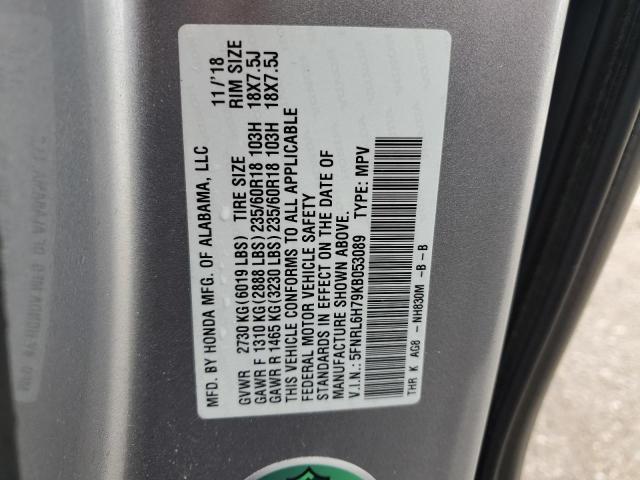 MFD. BY HONDA MFG. OF ALABAMA, LLC 11/'18
GVWR 2730 KG(6019 LBS) TIRE SIZE RIM SIZE
GAWR F 1310 KG(2888 LBS)235/60R18 103H 18X7.5J
GAWR R 1465 KG(3230 LBS)235/60R18 103H 18X7.5J
THIS VEHICLE CONFORMS TO ALL APPLICABLE
FEDERAL MOTOR VEHICLE SAFETY
STANDARDS IN EFFECT ON THE DATE OF
MANUFACTURE SHOWN ABOVE.
V.I.N.: 5FNRL6H79KB053089 TYPE: MPV
THR K AG8 - NH830M -B -B